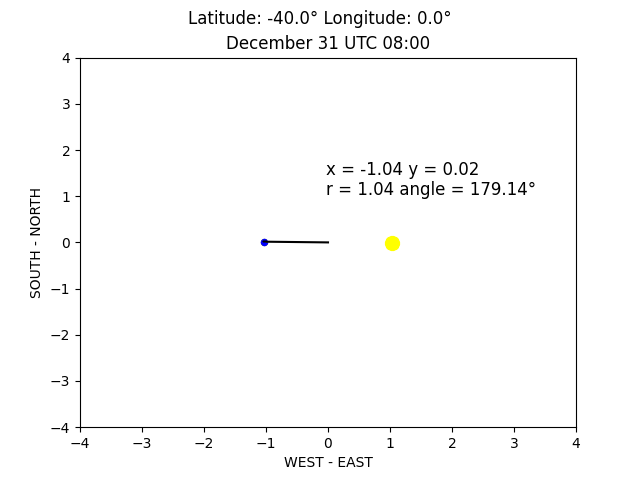 Latitude: -40.0° Longitude: 0.0°
December 31 UTC 08:00
4
3
2
1
0
−1
−2
−3
−4
SOUTH - NORTH
x = -1.04 y = 0.02
r = 1.04 angle = 179.14°
−4 −3 −2 −1 0 1 2 3 4
WEST - EAST